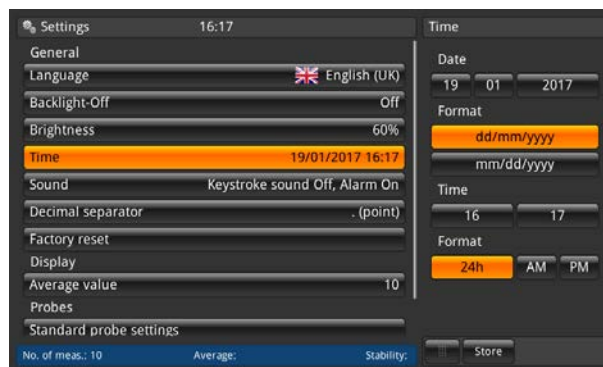 Settings 16:17
General
Language English (UK)
Backlight-Off Off
Brightness 60%
Time 19/01/2017 16:17
Sound Keystroke sound Off, Alarm On
Decimal separator . (point)
Factory reset
Display
Average value 10
Probes
Standard probe settings
No. of meas.: 10 Average: Stability:
Time
Date
19 01 2017
Format
dd/mm/yyyy
mm/dd/yyyy
Time
16 17
Format
24h AM PM
Store